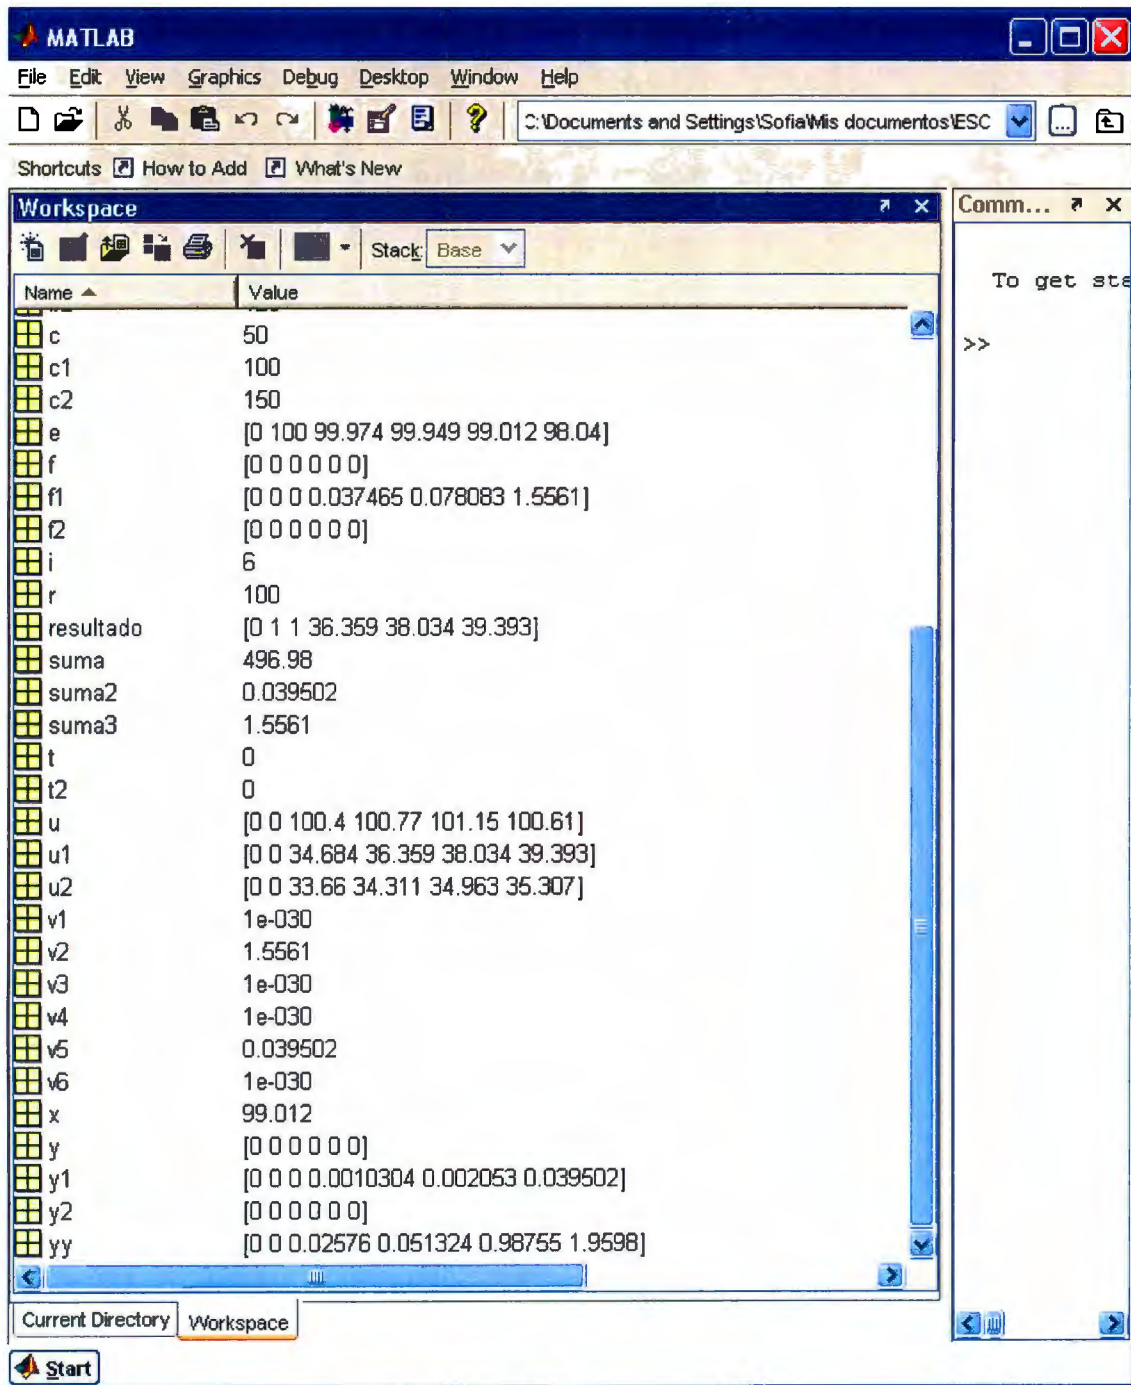 MATLAB
File Edit View Graphics Debug Desktop Window Help
C:\Documents and Settings\Sofia\Mis documentos\ESC
Shortcuts How to Add What's New
Workspace
Comm...
Stack: Base
Name Value
To get sta
>>
c 50
c1 100
c2 150
e [0 100 99.974 99.949 99.012 98.04]
f [0 0 0 0 0 0]
f1 [0 0 0 0.037465 0.078083 1.5561]
f2 [0 0 0 0 0 0]
i 6
r 100
resultado [0 1 1 36.359 38.034 39.393]
suma 496.98
suma2 0.039502
suma3 1.5561
t 0
t2 0
u [0 0 100.4 100.77 101.15 100.61]
u1 [0 0 34.684 36.359 38.034 39.393]
u2 [0 0 33.66 34.311 34.963 35.307]
v1 1e-030
v2 1.5561
v3 1e-030
v4 1e-030
v5 0.039502
v6 1e-030
x 99.012
y [0 0 0 0 0 0]
y1 [0 0 0 0.0010304 0.002053 0.039502]
y2 [0 0 0 0 0 0]
yy [0 0 0.02576 0.051324 0.98755 1.9598]
Current Directory Workspace
Start